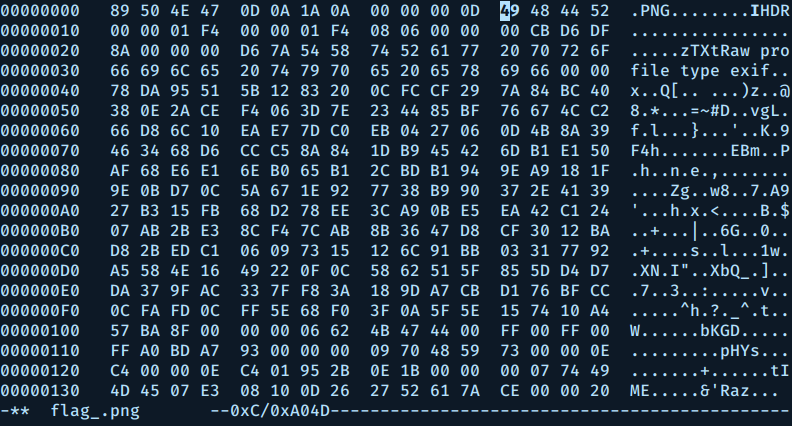 00000000 89 50 4E 47 0D 0A 1A 0A 00 00 00 0D 49 48 44 52 .PNG........IHDR
00000010 00 00 01 F4 00 00 01 F4 08 06 00 00 00 CB D6 DF ................
00000020 8A 00 00 00 D6 7A 54 58 74 52 61 77 20 70 72 6F .....zTXtRaw pro
00000030 66 69 6C 65 20 74 79 70 65 20 65 78 69 66 00 00 file type exif..
00000040 78 DA 95 51 5B 12 83 20 0C FC CF 29 7A 84 BC 40 x..Q[.. ...)z..@
00000050 38 0E 2A CE F4 06 3D 7E 23 44 85 BF 76 67 4C C2 8.*...=~#D..vgL.
00000060 66 D8 6C 10 EA E7 7D C0 EB 04 27 06 0D 4B 8A 39 f.l...}...'..K.9
00000070 46 34 68 D6 CC C5 8A 84 1D B9 45 42 6D B1 E1 50 F4h.......EBm..P
00000080 AF 68 E6 E1 6E B0 65 B1 2C BD B1 94 9E A9 18 1F .h..n.e.,.......
00000090 9E 0B D7 0C 5A 67 1E 92 77 38 B9 90 37 2E 41 39 ....Zg..w8..7.A9
000000A0 27 B3 15 FB 68 D2 78 EE 3C A9 0B E5 EA 42 C1 24 '...h.x.<....B.$
000000B0 07 AB 2B E3 8C F4 7C AB 8B 36 47 D8 CF 30 12 BA ..+...|..6G..0..
000000C0 D8 2B ED C1 06 09 73 15 12 6C 91 BB 03 31 77 92 .+....s..l...1w.
000000D0 A5 58 4E 16 49 22 0F 0C 58 62 51 5F 85 5D D4 D7 .XN.I"..XbQ_.]..
000000E0 DA 37 9F AC 33 7F F8 3A 18 9D A7 CB D1 76 BF CC .7..3..:.....v..
000000F0 0C FA FD 0C FF 5E 68 F0 3F 0A 5F 5E 15 74 10 A4 .....^h.?._^.t..
00000100 57 BA 8F 00 00 00 06 62 4B 47 44 00 FF 00 FF 00 W......bKGD.....
00000110 FF A0 BD A7 93 00 00 00 09 70 48 59 73 00 00 0E .........pHYs...
00000120 C4 00 00 0E C4 01 95 2B 0E 1B 00 00 00 07 74 49 .......+......tI
00000130 4D 45 07 E3 08 10 0D 26 27 52 61 7A CE 00 00 20 ME.....&'Raz...
-** flag_.png --0xC/0xA04D-----------------------------------------------